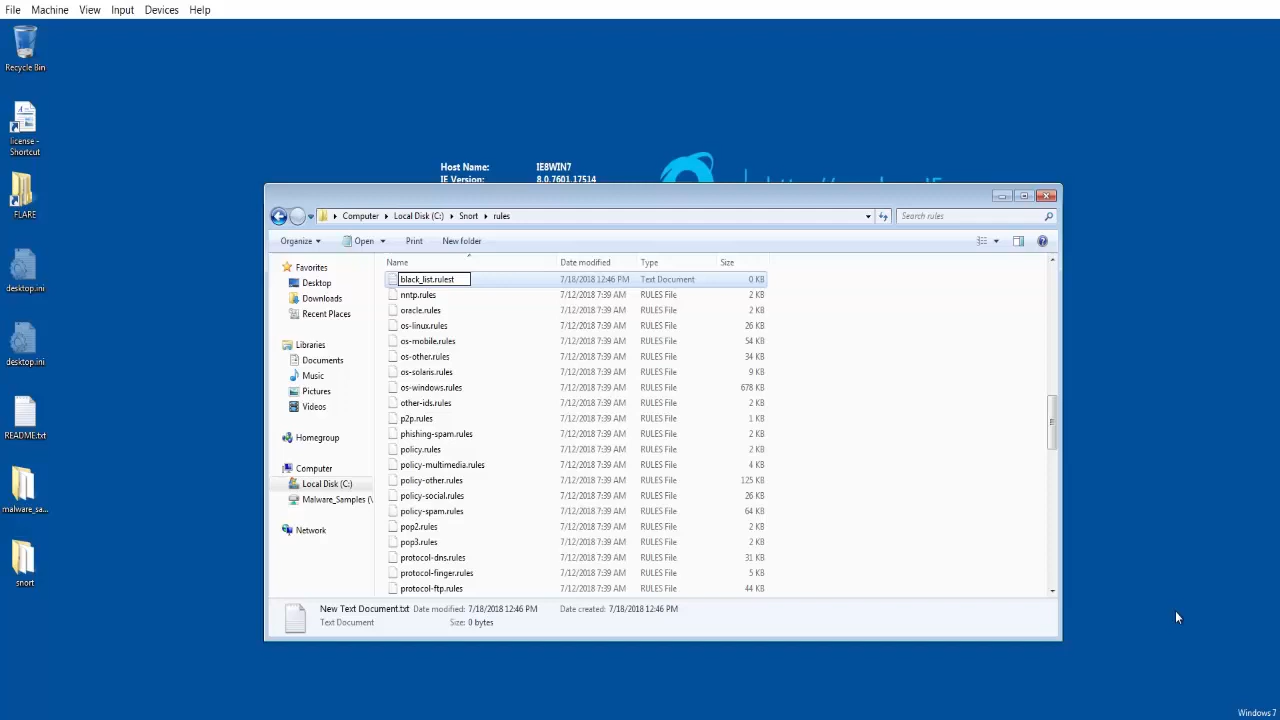 File Machine View Input Devices Help
Recycle Bin
license -
Shortcut
FLARE
desktop.ini
desktop.ini
README.txt
malware_sa...
snort
Host Name: IE8WIN7
IE Version: 8.0.7601.17514
Computer Local Disk (C:) Snort rules
Search rules
Organize Open Print New folder
Name Date modified Type Size
Favorites
Desktop
Downloads
Recent Places
Libraries
Documents
Music
Pictures
Videos
Homegroup
Computer
Local Disk (C:)
Malware_Samples (\
Network
black_list.rulest 7/18/2018 12:46 PM Text Document 0 KB
nntp.rules 7/12/2018 7:39 AM RULES File 2 KB
oracle.rules 7/12/2018 7:39 AM RULES File 2 KB
os-linux.rules 7/12/2018 7:39 AM RULES File 26 KB
os-mobile.rules 7/12/2018 7:39 AM RULES File 54 KB
os-other.rules 7/12/2018 7:39 AM RULES File 34 KB
os-solaris.rules 7/12/2018 7:39 AM RULES File 9 KB
os-windows.rules 7/12/2018 7:39 AM RULES File 678 KB
other-ids.rules 7/12/2018 7:39 AM RULES File 2 KB
p2p.rules 7/12/2018 7:39 AM RULES File 1 KB
phishing-spam.rules 7/12/2018 7:39 AM RULES File 2 KB
policy.rules 7/12/2018 7:39 AM RULES File 2 KB
policy-multimedia.rules 7/12/2018 7:39 AM RULES File 4 KB
policy-other.rules 7/12/2018 7:39 AM RULES File 125 KB
policy-social.rules 7/12/2018 7:39 AM RULES File 26 KB
policy-spam.rules 7/12/2018 7:39 AM RULES File 64 KB
pop2.rules 7/12/2018 7:39 AM RULES File 2 KB
pop3.rules 7/12/2018 7:39 AM RULES File 2 KB
protocol-dns.rules 7/12/2018 7:39 AM RULES File 31 KB
protocol-finger.rules 7/12/2018 7:39 AM RULES File 5 KB
protocol-ftp.rules 7/12/2018 7:39 AM RULES File 44 KB
New Text Document.txt Date modified: 7/18/2018 12:46 PM Date created: 7/18/2018 12:46 PM
Text Document Size: 0 bytes
Windows 7